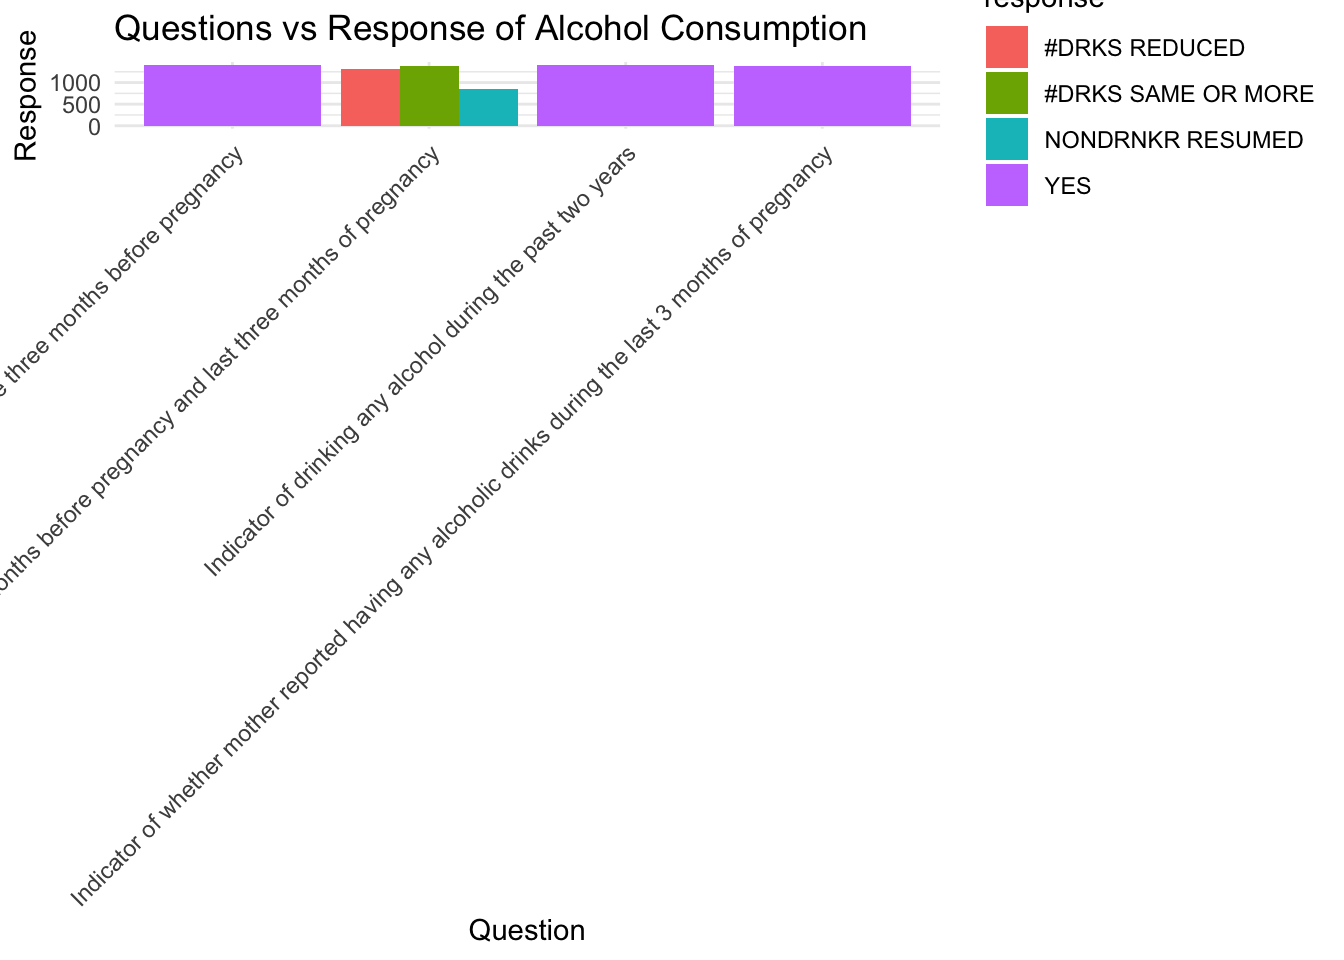 Questions vs Response of Alcohol Consumption
Response
1000
500
0
three months before pregnancy
before pregnancy and last three months of pregnancy
Indicator of drinking any alcohol during the past two years
Indicator of whether mother reported having any alcoholic drinks during the last 3 months of pregnancy
Question
response
#DRKS REDUCED
#DRKS SAME OR MORE
NONDRNKR RESUMED
YES